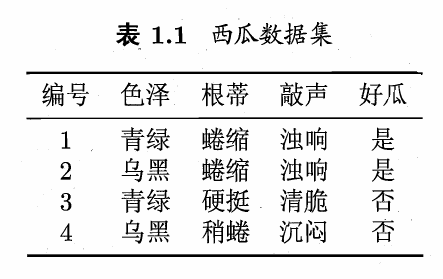 表 1.1 西瓜数据集
编号 色泽 根蒂 敲声 好瓜
1 青绿 蜷缩 浊响 是
2 乌黑 蜷缩 浊响 是
3 青绿 硬挺 清脆 否
4 乌黑 稍蜷 沉闷 否